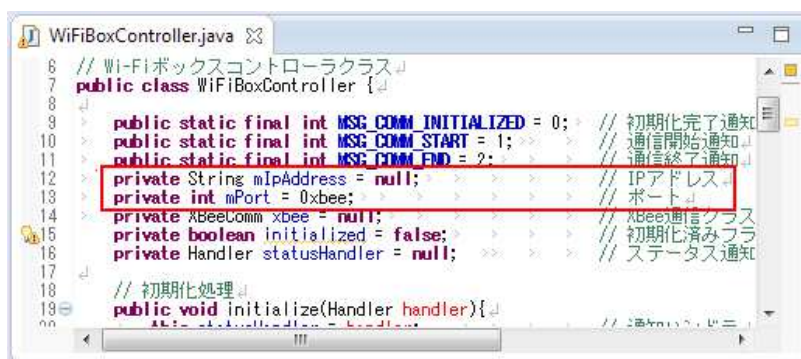 WiFiBoxController.java
6 // Wi-Fiボックスコントローラクラス
7 public class WiFiBoxController {
8
9 public static final int MSG_COMM_INITIALIZED = 0; // 初期化完了通知
10 public static final int MSG_COMM_START = 1; // 通信開始通知
11 public static final int MSG_COMM_END = 2; // 通信終了通知
12 private String mIpAddress = null; // IPアドレス
13 private int mPort = 0xbee; // ポート
14 private XBeeComm xbee = null; // XBee通信クラス
15 private boolean initialized = false; // 初期化済みフラ
16 private Handler statusHandler = null; // ステータス通知
17
18 // 初期化処理
19 public void initialize(Handler handler){